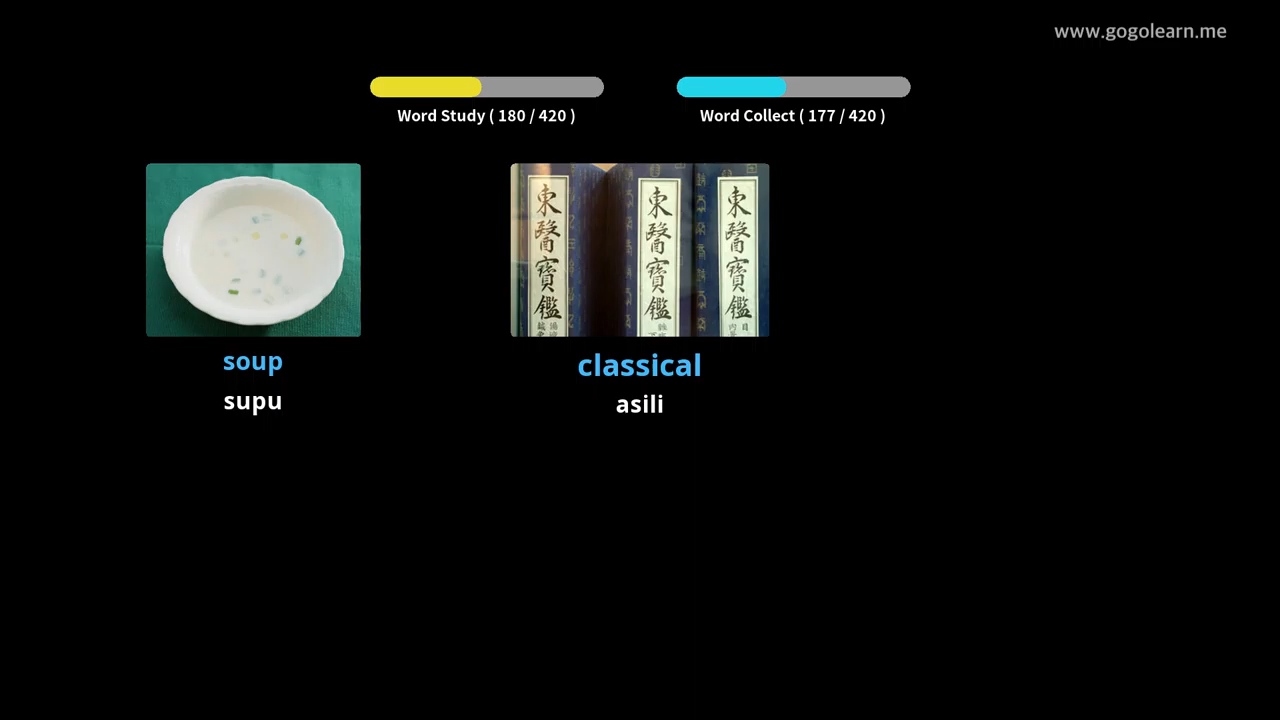 www.gogolearn.me
Word Study ( 180 / 420 )
Word Collect ( 177 / 420 )
東醫寶鑑
東醫寶鑑
東醫寶鑑
soup
classical
supu
asili